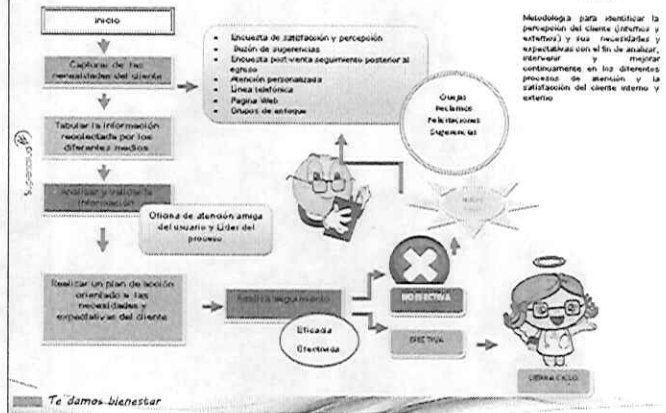 INICIO
Capturar de las
necesidades del cliente
Tabular la información
recolectada por los
diferentes medios
Analizar y validar la
información
Oficina de atención amiga
del usuario y Líder del
proceso
Realizar un plan de acción
orientado a las
necesidades y
expectativas del cliente
Encuesta de satisfacción y percepción
Buzón de sugerencias
Encuesta post-venta seguimiento posterior al
egreso
Atención personalizada
Línea telefónica
Pagina Web
Grupos de enfoque
Quejas
Reclamos
Felicitaciones
Sugerencias
Metodología para identificar la
percepción del cliente (internos y
externos) y sus necesidades y
expectativas con el fin de analizar,
intervenir y mejorar
continuamente en los diferentes
procesos de atención y la
satisfacción del cliente interno y
externo
seguimiento
Eficacia
Efectividad
NO EFECTIVA
EFECTIVA
CIERRA CICLO
Te damos bienestar